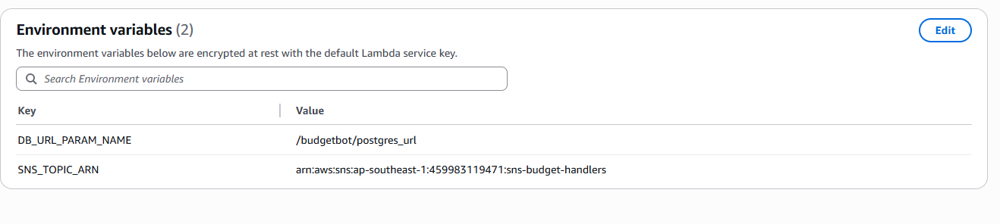 Environment variables (2)
Edit
The environment variables below are encrypted at rest with the default Lambda service key.
Search Environment variables
Key Value
DB_URL_PARAM_NAME /budgetbot/postgres_url
SNS_TOPIC_ARN arn:aws:sns:ap-southeast-1:459983119471:sns-budget-handlers